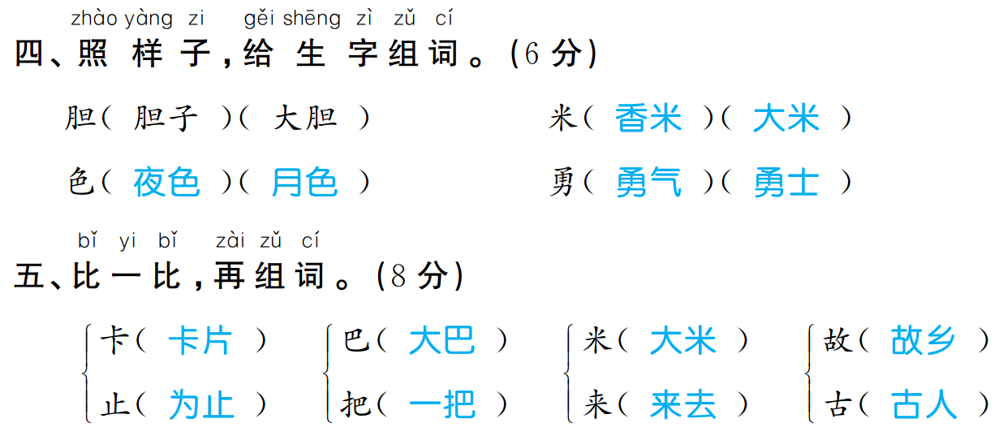 zhào yàng zi gěi shēng zì zǔ cí
四、照样子,给生字组词。(6分)
胆( 胆子 )( 大胆 ) 米( 香米 )( 大米 )
色( 夜色 )( 月色 ) 勇( 勇气 )( 勇士 )
bǐ yi bǐ zài zǔ cí
五、比一比,再组词。(8分)
卡( 卡片 ) 巴( 大巴 ) 米( 大米 ) 故( 故乡 )
止( 为止 ) 把( 一把 ) 来( 来去 ) 古( 古人 )